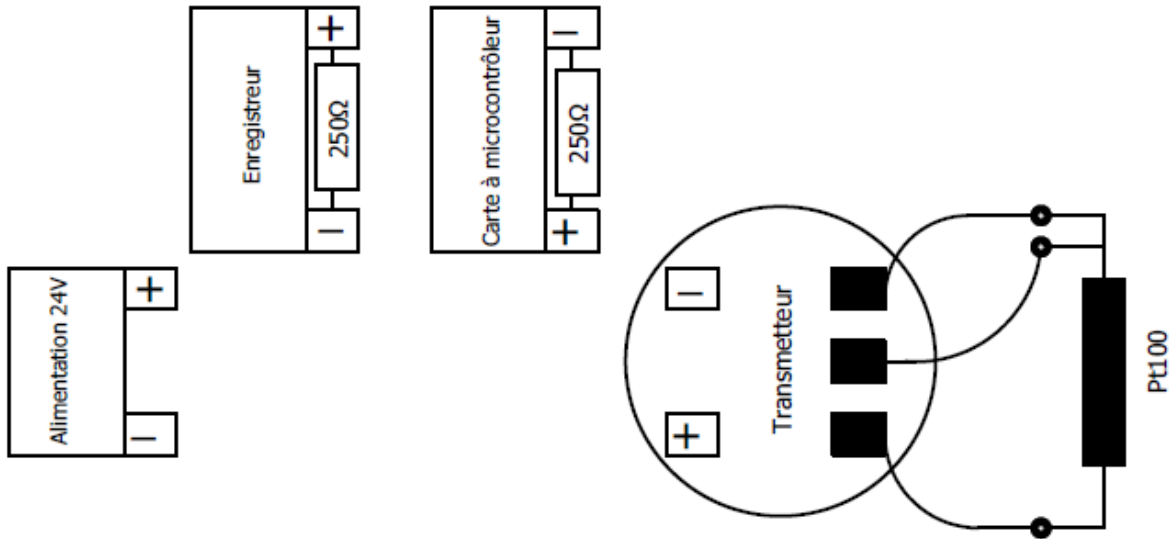 Alimentation 24V
−
+
Enregistreur
−
250Ω
+
Carte à microcontrôleur
+
250Ω
−
Transmetteur
+
−
Pt100